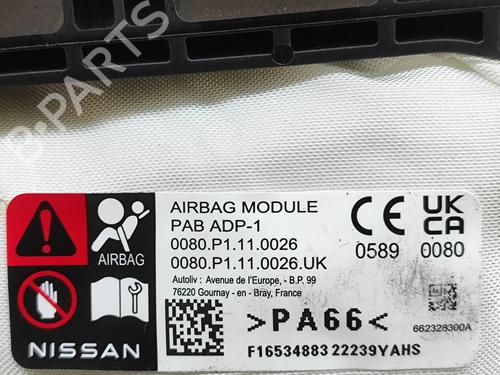 B-PARTS
AIRBAG MODULE
PAB ADP-1
0080.P1.11.0026
0080.P1.11.0026.UK
Autoliv : Avenue de l'Europe, - B.P. 99
76220 Gournay - en - Bray, France
AIRBAG
NISSAN
>PA66<
F16534883 22239YAHS
CE
0589
UK
CA
0080
662328300A